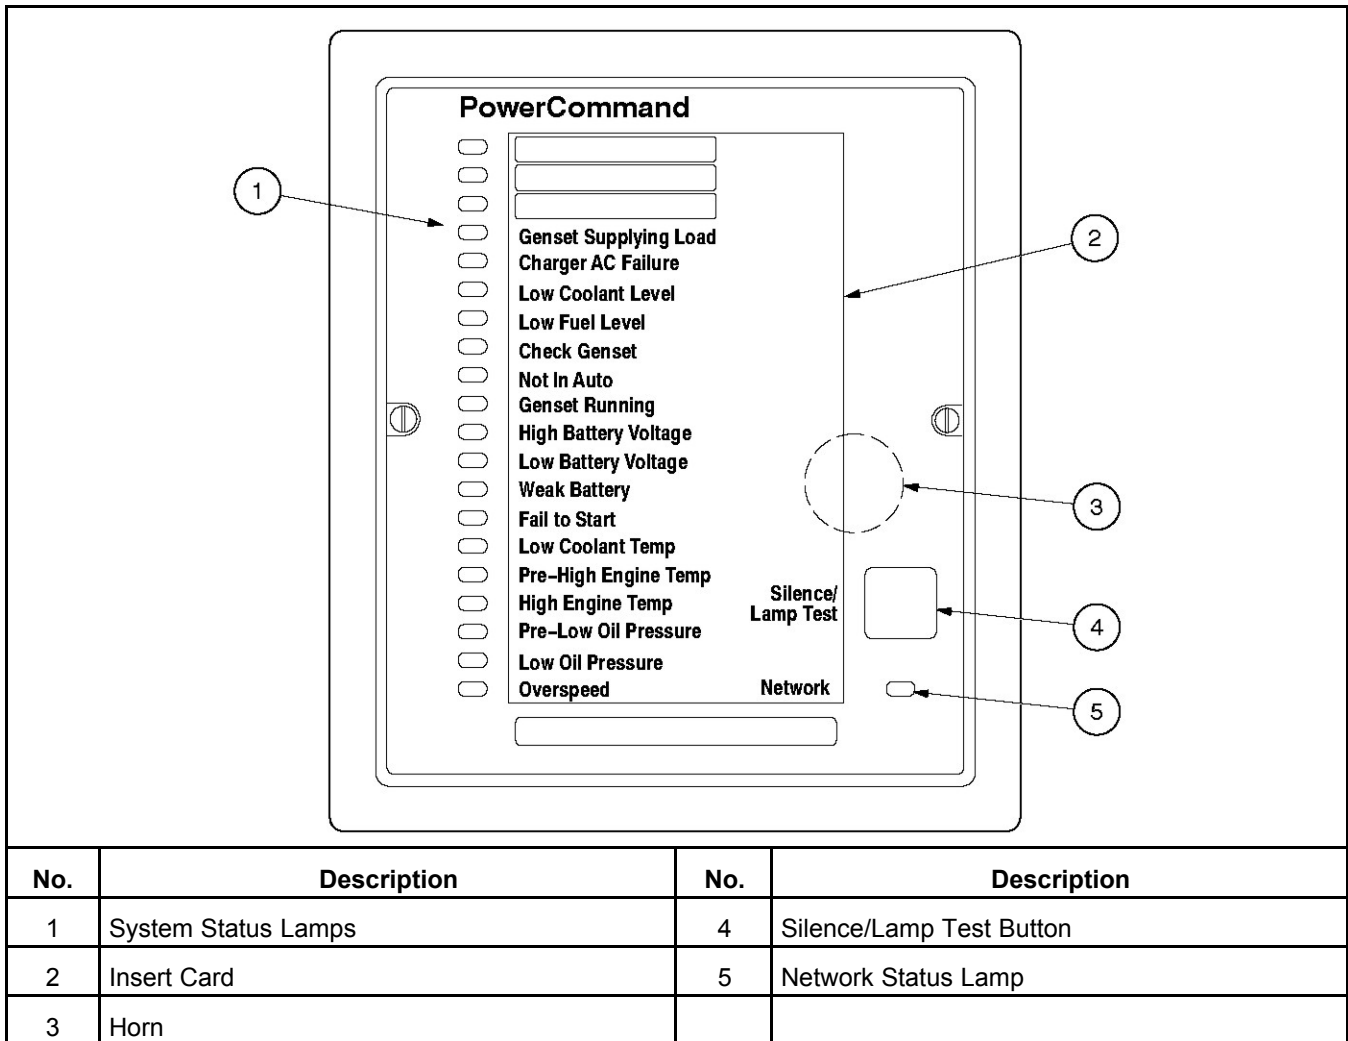 PowerCommand
1
Genset Supplying Load
2
Charger AC Failure
Low Coolant Level
Low Fuel Level
Check Genset
Not In Auto
Genset Running
High Battery Voltage
Low Battery Voltage
Weak Battery
3
Fail to Start
Low Coolant Temp
Pre-High Engine Temp
High Engine Temp
Silence/
Lamp Test
4
Pre-Low Oil Pressure
Low Oil Pressure
Overspeed
Network
5
No. Description No. Description
1 System Status Lamps 4 Silence/Lamp Test Button
2 Insert Card 5 Network Status Lamp
3 Horn